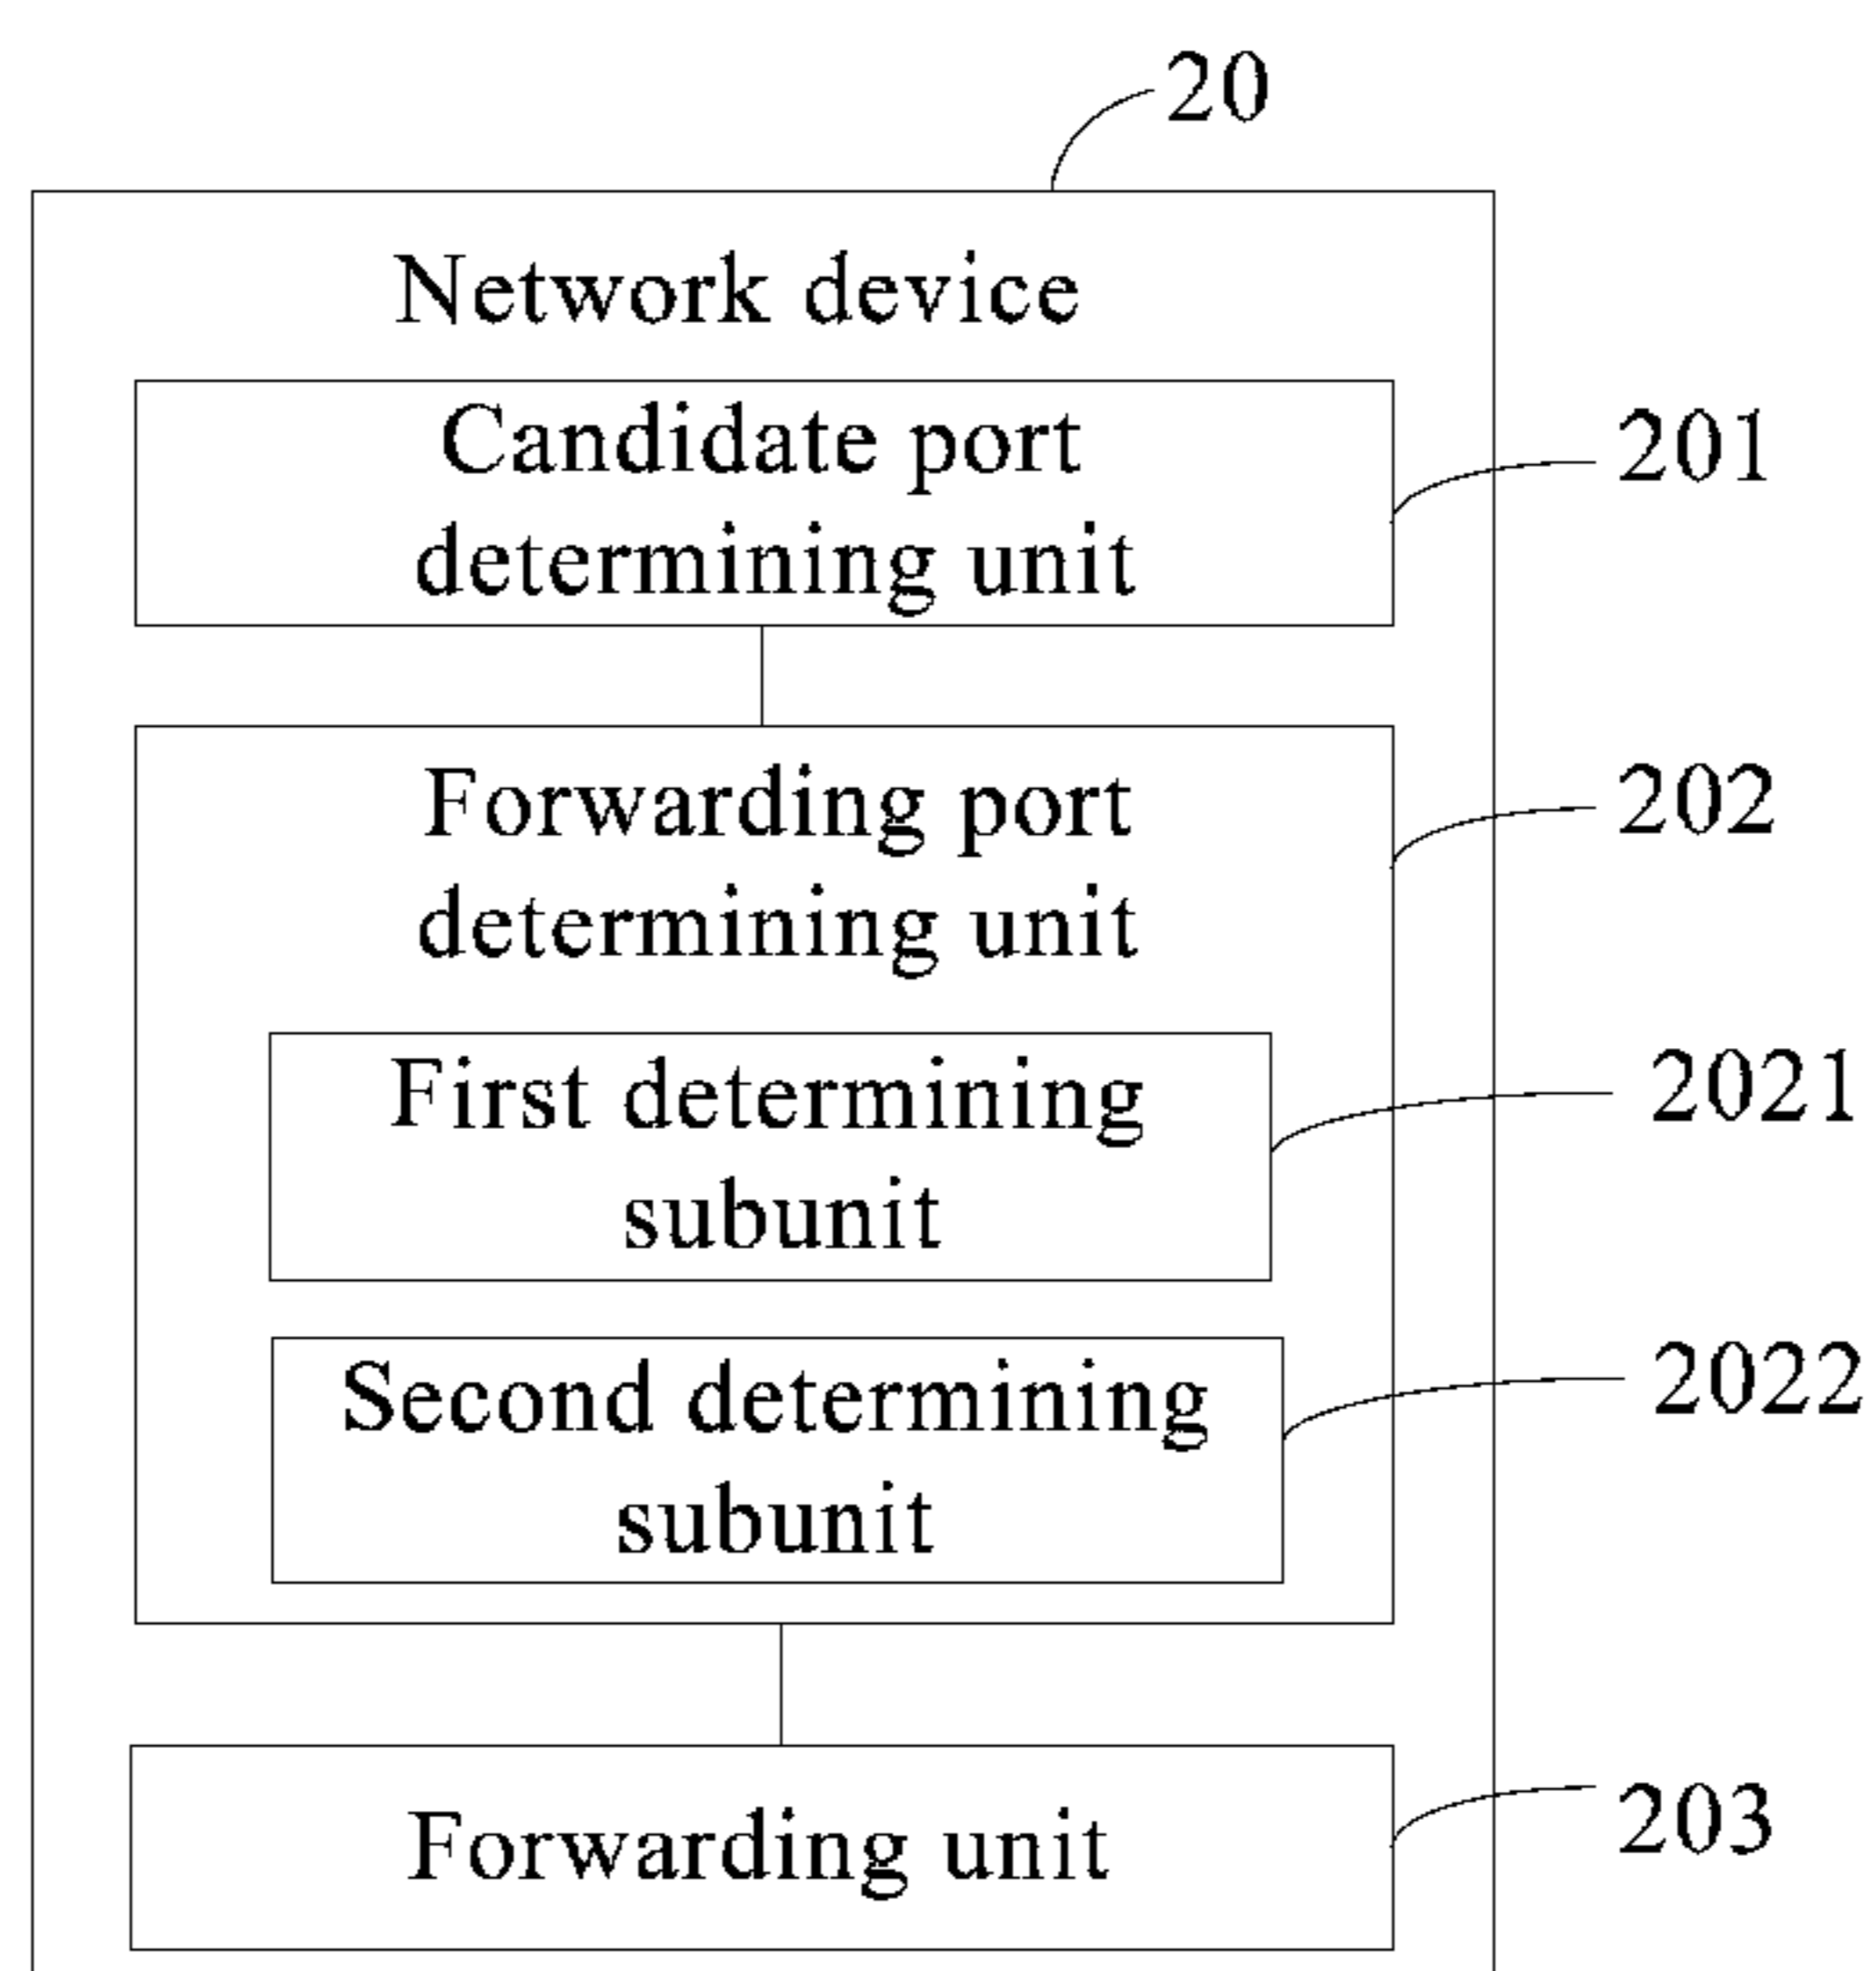 20
Network device
Candidate port
determining unit
201
Forwarding port
determining unit
202
First determining
subunit
2021
Second determining
subunit
2022
Forwarding unit
203